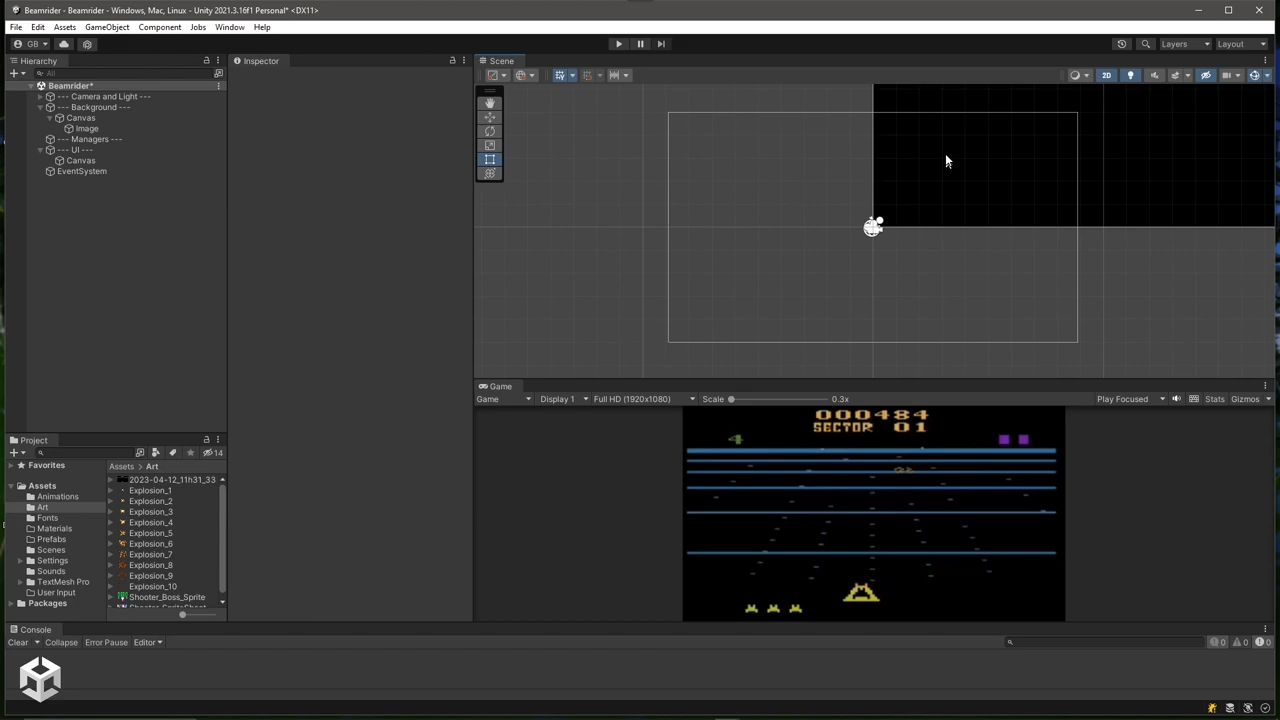 Beamrider - Beamrider - Windows, Mac, Linux - Unity 2021.3.16f1 Personal* <DX11>
File Edit Assets GameObject Component Jobs Window Help
GB Layers Layout
Hierarchy
All
Beamrider*
--- Camera and Light ---
--- Background ---
Canvas
Image
--- Managers ---
--- UI ---
Canvas
EventSystem
Inspector
Scene
2D
Game
Game Display 1 Full HD (1920x1080) Scale 0.3x Play Focused Stats Gizmos
000484
SECTOR 01
4
Project
14
Favorites
Assets
Animations
Art
Fonts
Materials
Prefabs
Scenes
Settings
Sounds
TextMesh Pro
User Input
Packages
Assets > Art
2023-04-12_11h31_33
Explosion_1
Explosion_2
Explosion_3
Explosion_4
Explosion_5
Explosion_6
Explosion_7
Explosion_8
Explosion_9
Explosion_10
Shooter_Boss_Sprite
Console
Clear Collapse Error Pause Editor 0 0 0